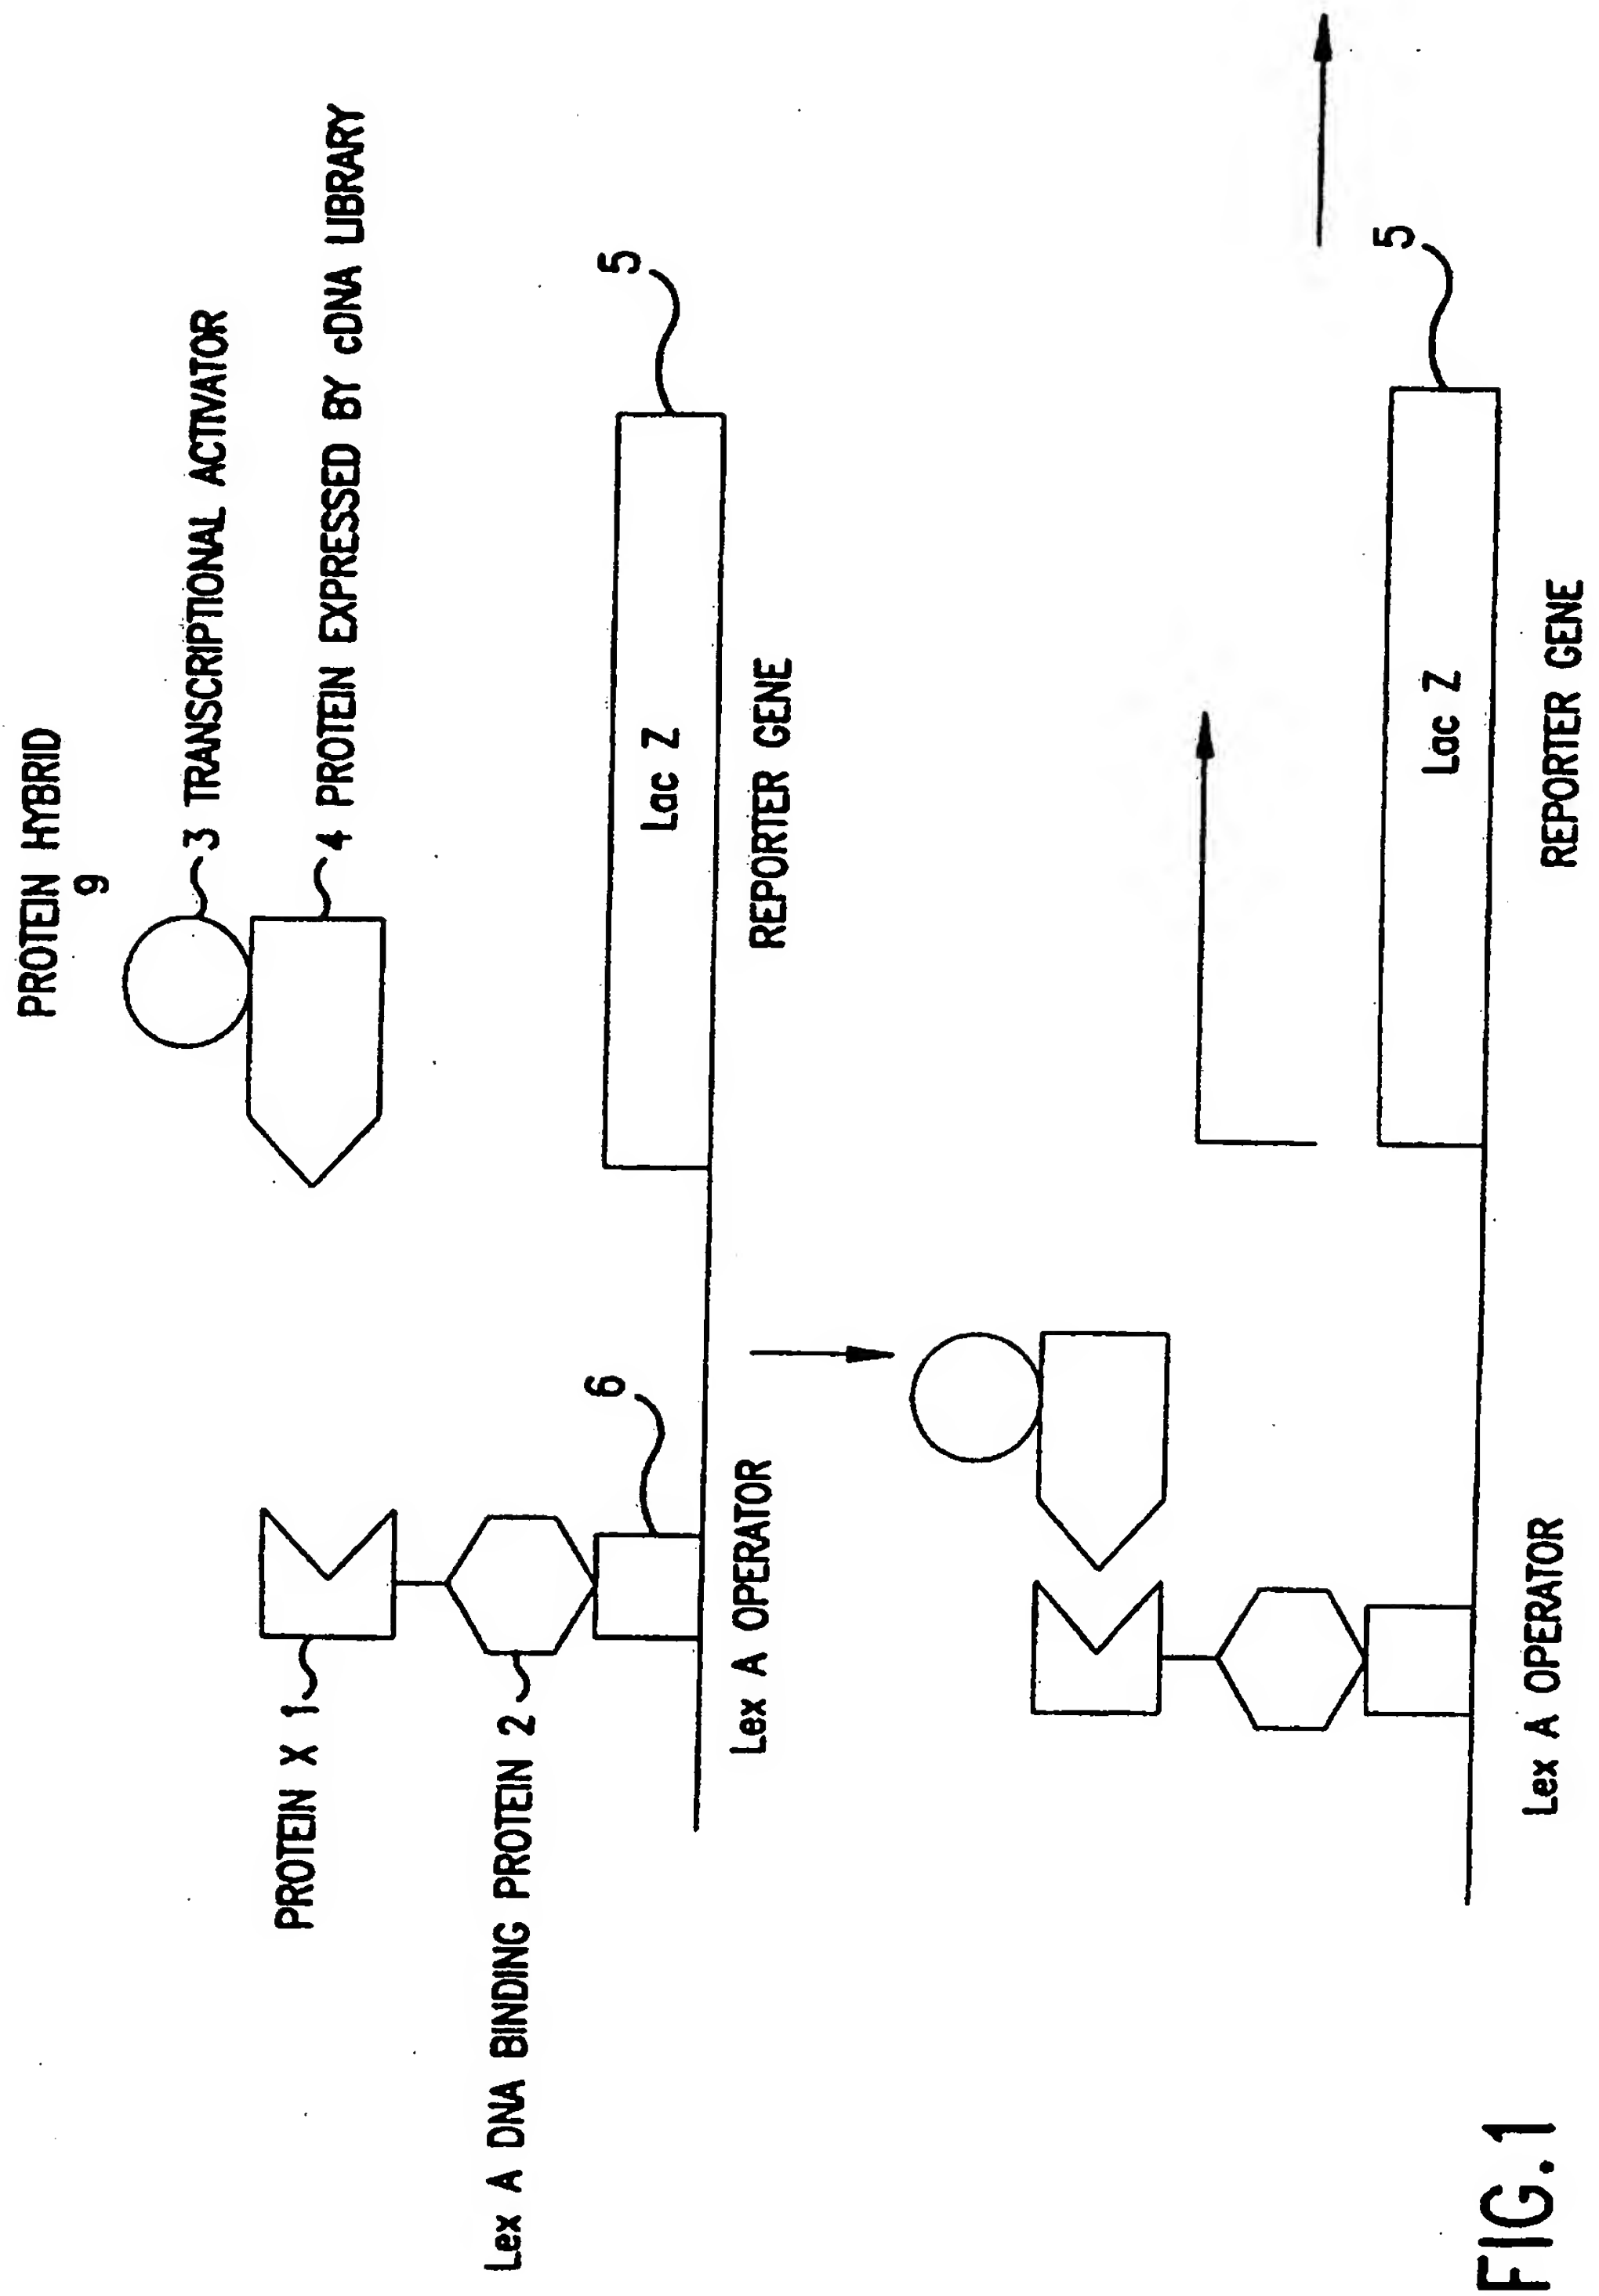 PROTEIN HYBRID
9
3 TRANSCRIPTIONAL ACTIVATOR
4 PROTEIN EXPRESSED BY cDNA LIBRARY
PROTEIN X 1
Lex A DNA BINDING PROTEIN 2
6
5
Lac Z
Lex A OPERATOR
REPORTER GENE
5
Lac Z
Lex A OPERATOR
REPORTER GENE
FIG.1